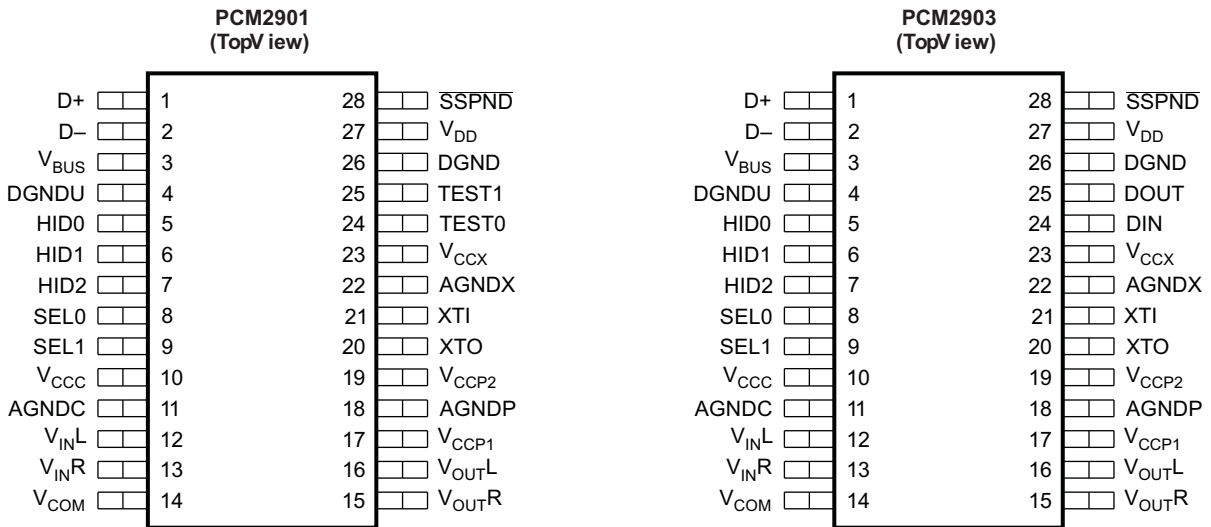 PCM2901
(TopV iew)
D+ 1 28 SSPND
D– 2 27 VDD
VBUS 3 26 DGND
DGNDU 4 25 TEST1
HID0 5 24 TEST0
HID1 6 23 VCCX
HID2 7 22 AGNDX
SEL0 8 21 XTI
SEL1 9 20 XTO
VCCC 10 19 VCCP2
AGNDC 11 18 AGNDP
VINL 12 17 VCCP1
VINR 13 16 VOUTL
VCOM 14 15 VOUTR
PCM2903
(TopV iew)
D+ 1 28 SSPND
D– 2 27 VDD
VBUS 3 26 DGND
DGNDU 4 25 DOUT
HID0 5 24 DIN
HID1 6 23 VCCX
HID2 7 22 AGNDX
SEL0 8 21 XTI
SEL1 9 20 XTO
VCCC 10 19 VCCP2
AGNDC 11 18 AGNDP
VINL 12 17 VCCP1
VINR 13 16 VOUTL
VCOM 14 15 VOUTR